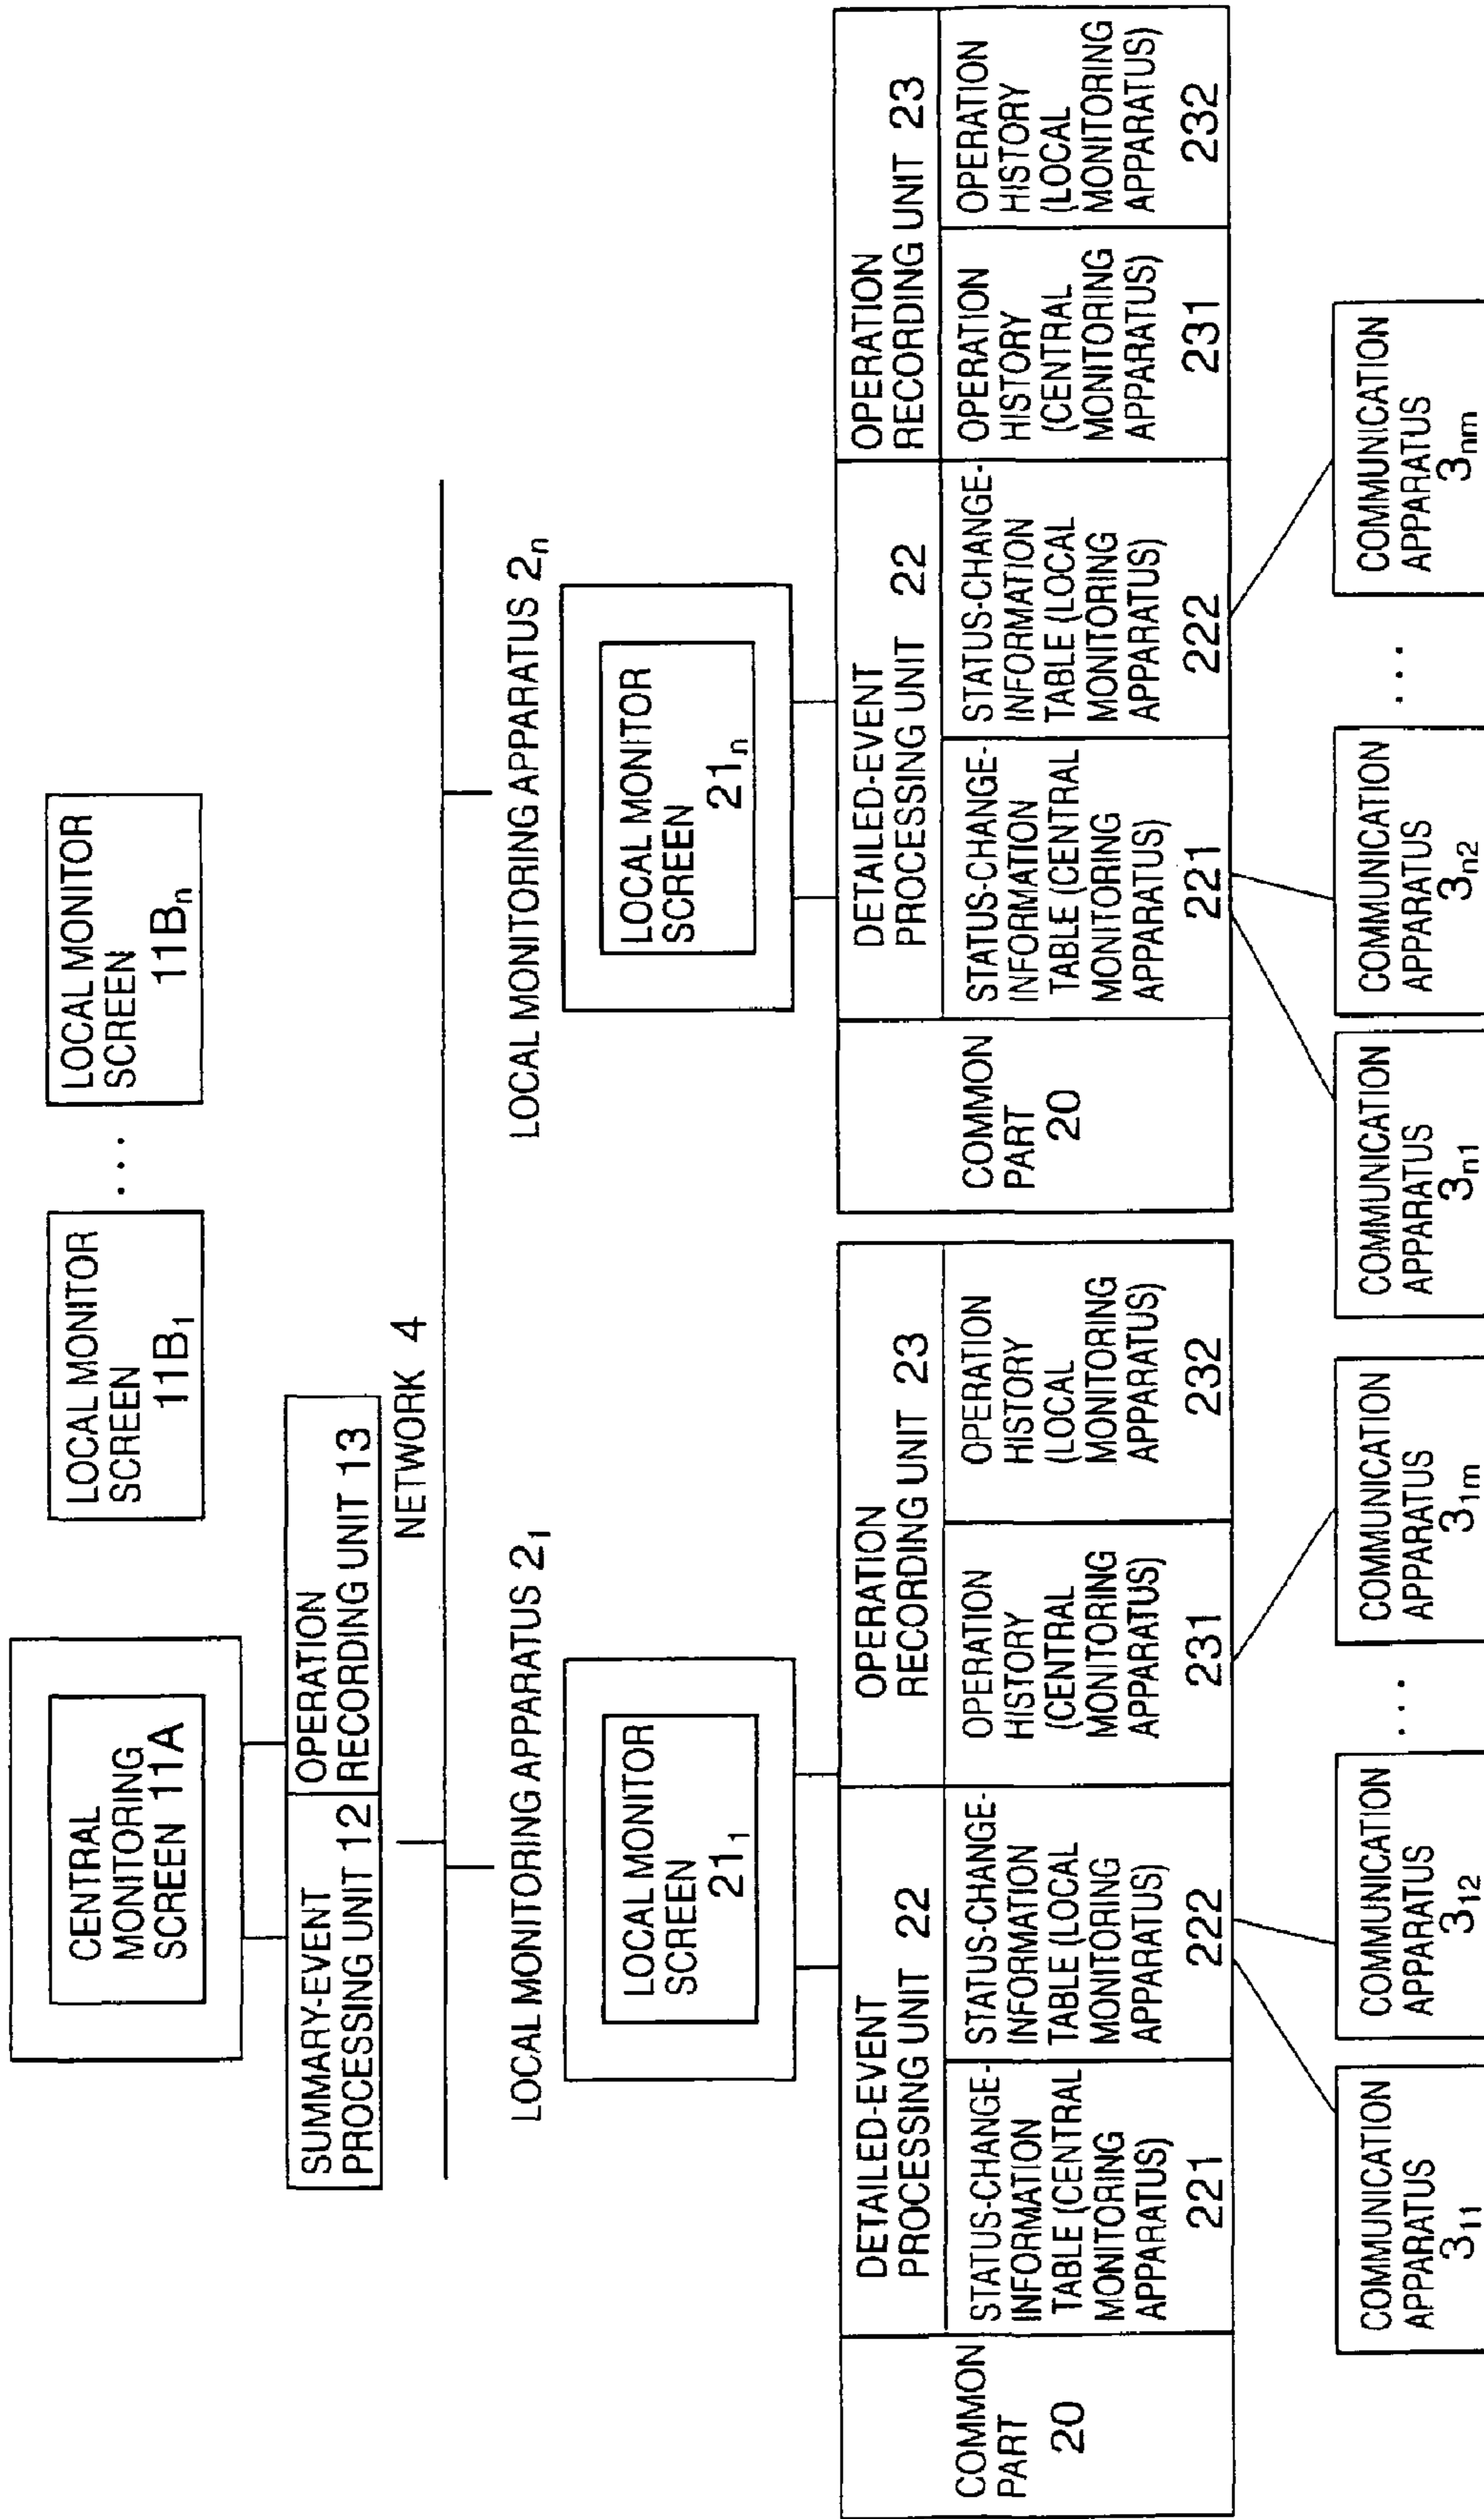 CENTRAL
MONITORING
SCREEN 11A
LOCAL MONITOR
SCREEN
11B1
...
LOCAL MONITOR
SCREEN
11Bn
SUMMARY-EVENT
PROCESSING UNIT 12
OPERATION
RECORDING UNIT 13
NETWORK 4
LOCAL MONITORING APPARATUS 21
LOCAL MONITOR
SCREEN
211
DETAILED-EVENT
PROCESSING UNIT 22
OPERATION
RECORDING UNIT 23
COMMON
PART
20
STATUS-CHANGE-
INFORMATION
TABLE (CENTRAL
MONITORING
APPARATUS)
221
STATUS-CHANGE-
INFORMATION
TABLE (LOCAL
MONITORING
APPARATUS)
222
OPERATION
HISTORY
(CENTRAL
MONITORING
APPARATUS)
231
OPERATION
HISTORY
(LOCAL
MONITORING
APPARATUS)
232
COMMUNICATION
APPARATUS
311
COMMUNICATION
APPARATUS
312
...
COMMUNICATION
APPARATUS
31m
LOCAL MONITORING APPARATUS 2n
LOCAL MONITOR
SCREEN
21n
DETAILED-EVENT
PROCESSING UNIT 22
OPERATION
RECORDING UNIT 23
COMMON
PART
20
STATUS-CHANGE-
INFORMATION
TABLE (CENTRAL
MONITORING
APPARATUS)
221
STATUS-CHANGE-
INFORMATION
TABLE (LOCAL
MONITORING
APPARATUS)
222
OPERATION
HISTORY
(CENTRAL
MONITORING
APPARATUS)
231
OPERATION
HISTORY
(LOCAL
MONITORING
APPARATUS)
232
COMMUNICATION
APPARATUS
3n1
COMMUNICATION
APPARATUS
3n2
...
COMMUNICATION
APPARATUS
3nm